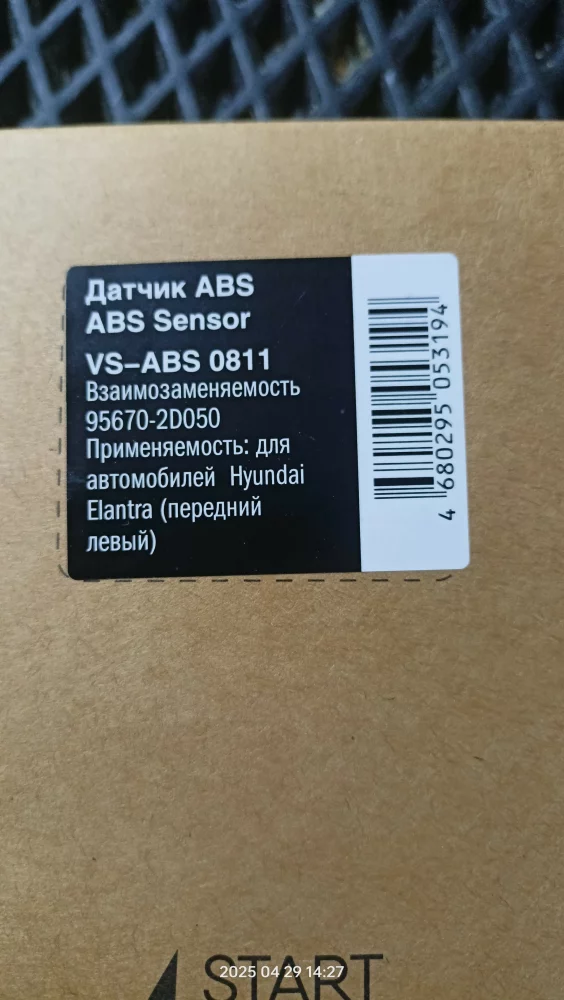 Датчик ABS
ABS Sensor
VS–ABS 0811
Взаимозаменяемость
95670-2D050
Применяемость: для
автомобилей Hyundai
Elantra (передний
левый)
4 680295 053194
START
2025 04 29 14:27